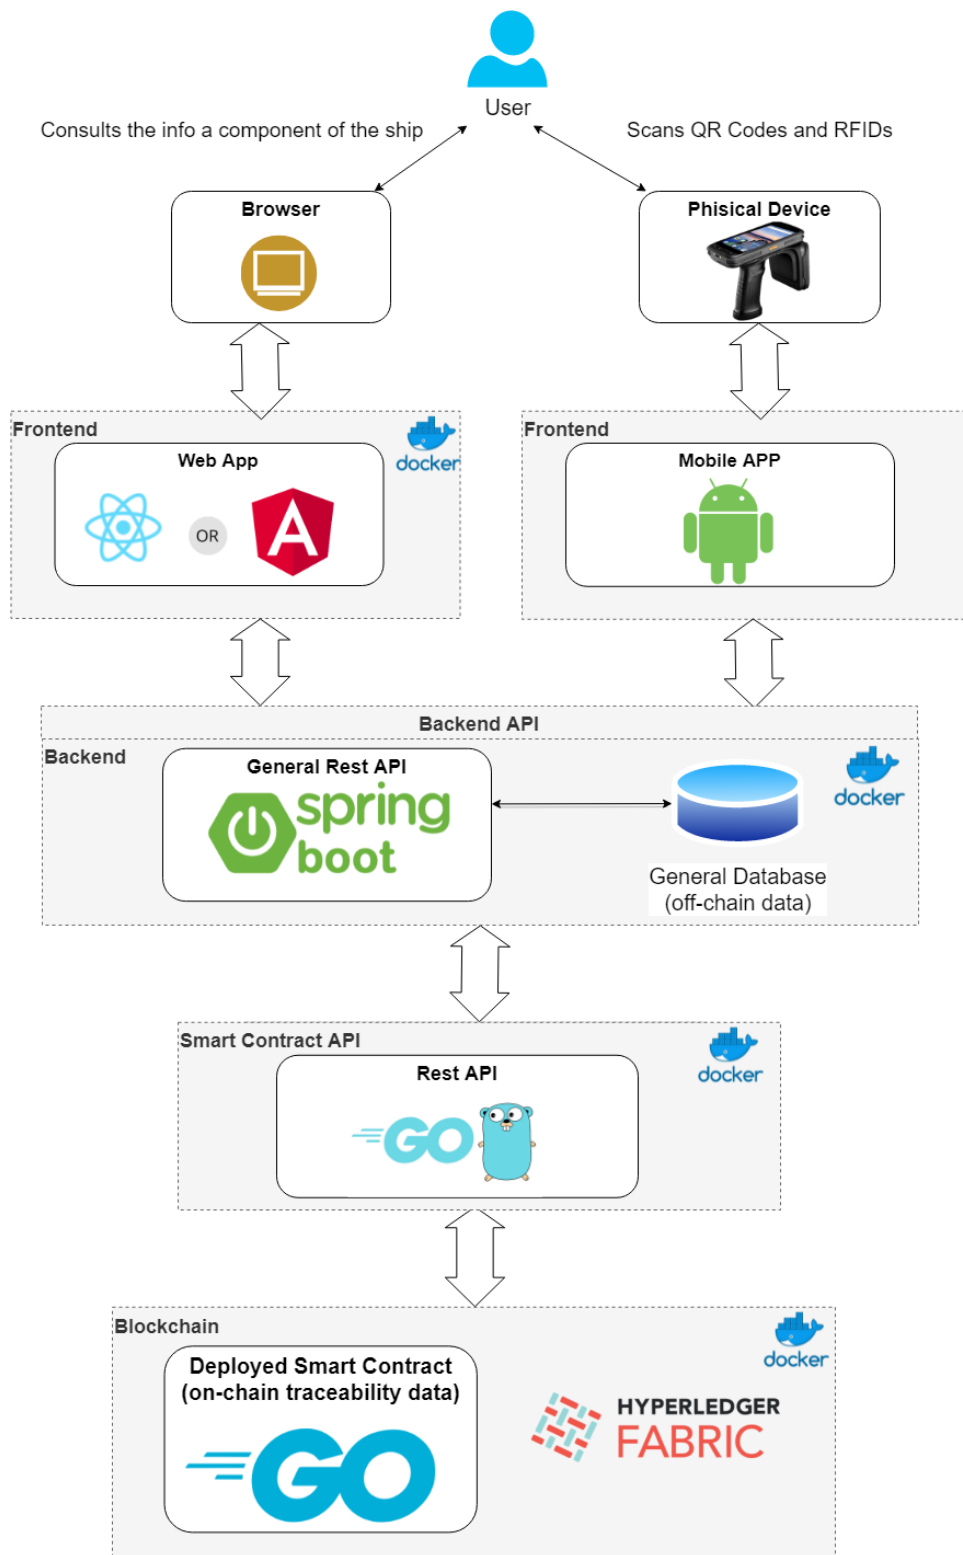 User
Consults the info a component of the ship
Scans QR Codes and RFIDs
Browser
Phisical Device
Frontend
docker
Web App
OR
A
Frontend
Mobile APP
Backend API
Backend
docker
General Rest API
spring
boot
General Database
(off-chain data)
Smart Contract API
docker
Rest API
GO
Blockchain
docker
Deployed Smart Contract
(on-chain traceability data)
GO
HYPERLEDGER
FABRIC